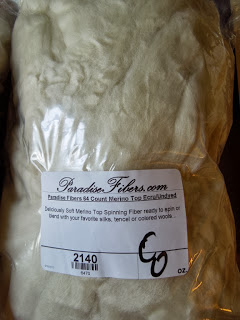 ParadiseFibers.com
Paradise Fibers 64 Count Merino Top Ecru/Undyed
Deliciously Soft Merino Top Spinning Fiber ready to spin or
blend with your favorite silks, tencel or colored wools...
2140
60 oz.